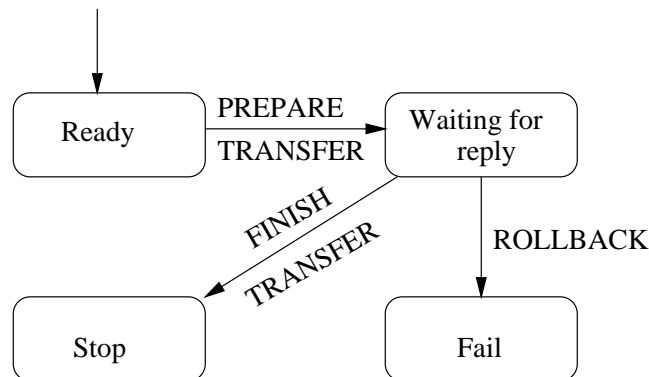 Ready
PREPARE
TRANSFER
Waiting for
reply
FINISH
TRANSFER
ROLLBACK
Stop
Fail